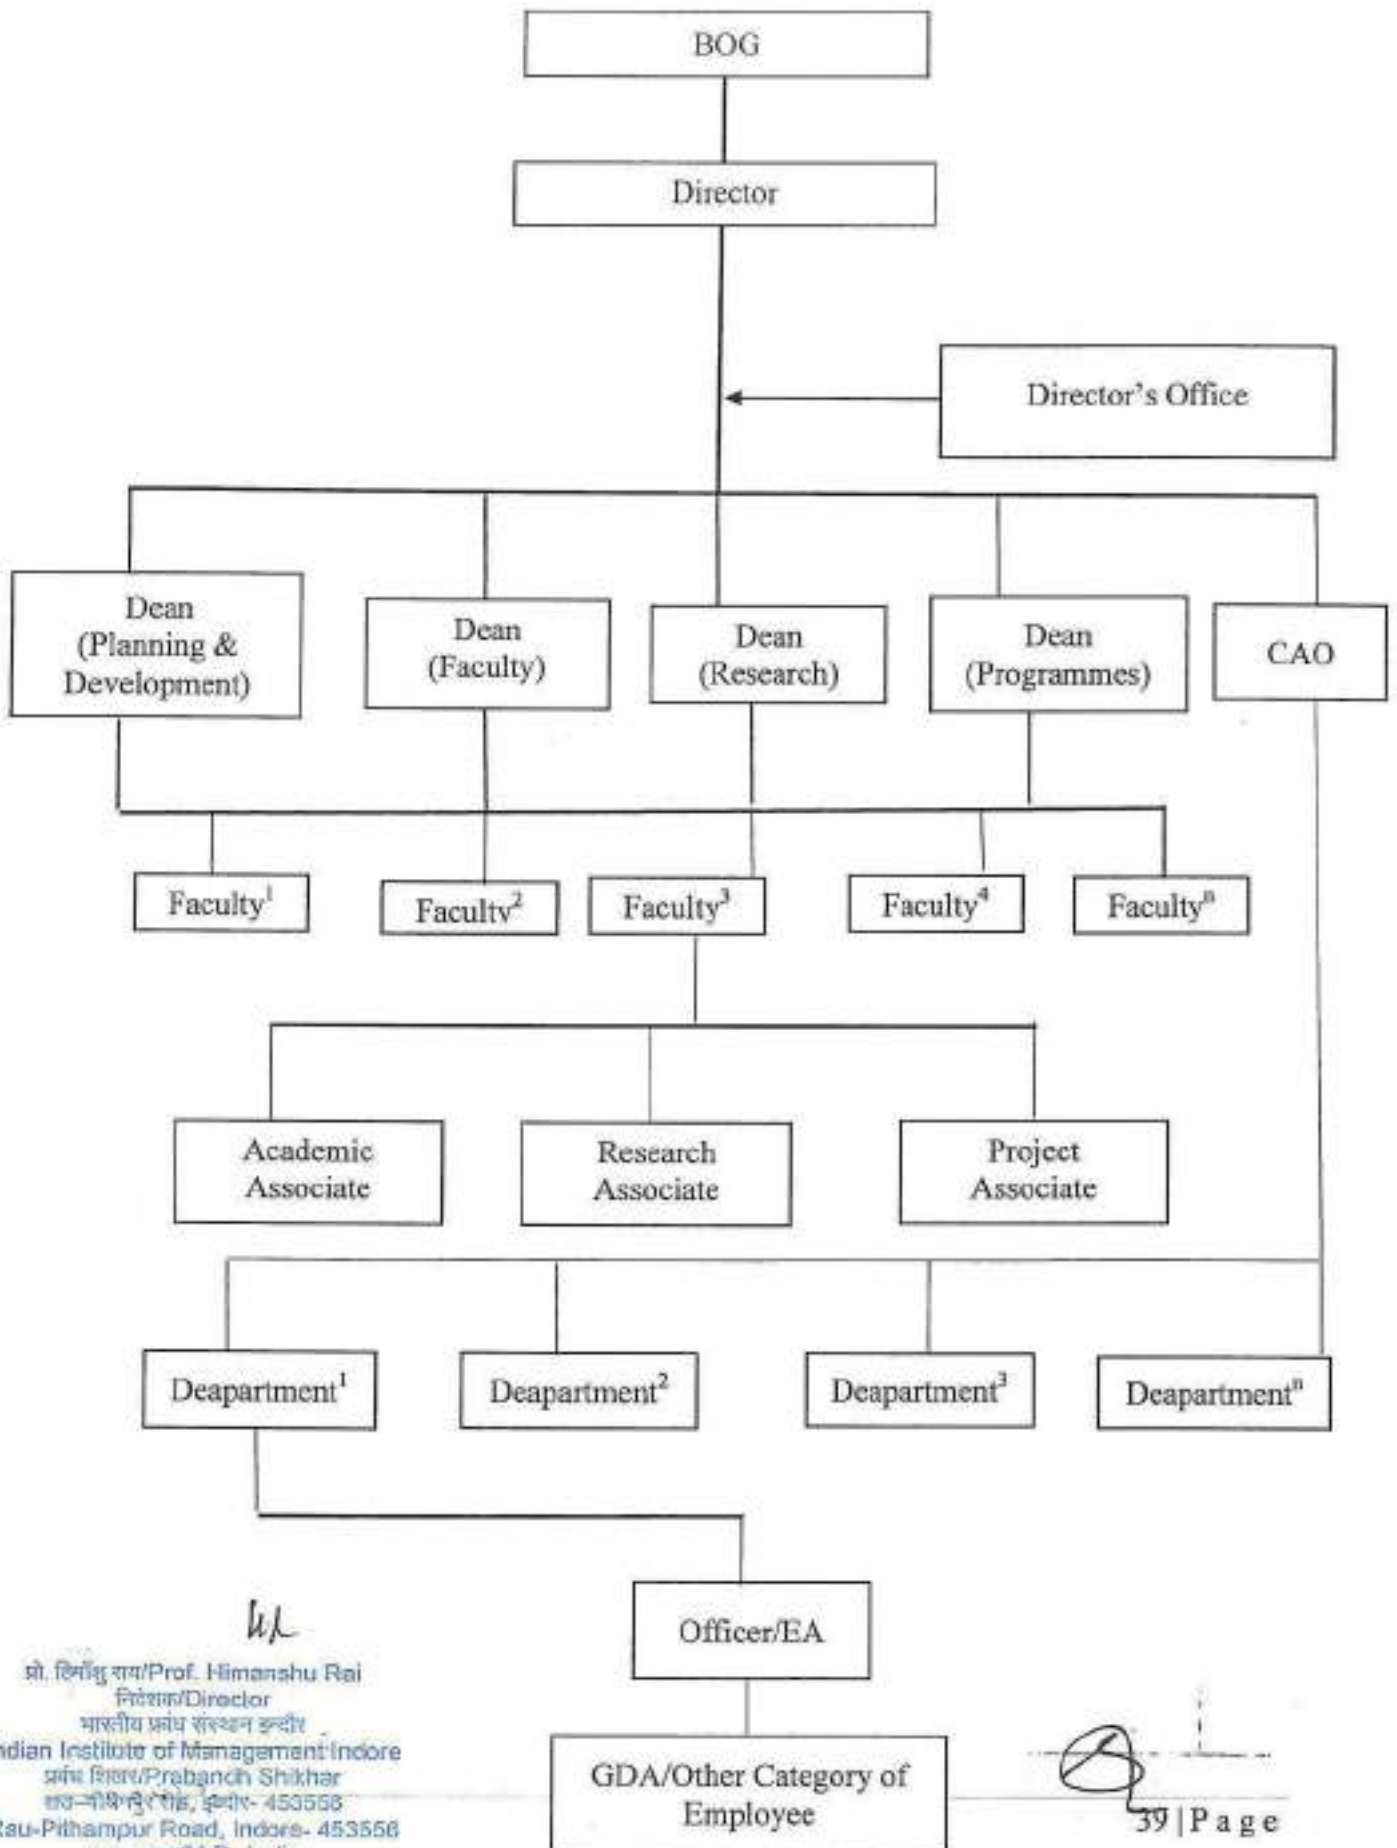 BOG
Director
Director's Office
Dean
(Planning &
Development)
Dean
(Faculty)
Dean
(Research)
Dean
(Programmes)
CAO
Faculty¹
Faculty²
Faculty³
Faculty⁴
Facultyⁿ
Academic
Associate
Research
Associate
Project
Associate
Deapartment¹
Deapartment²
Deapartment³
Deapartmentⁿ
Officer/EA
GDA/Other Category of
Employee
प्रो. हिमाँशु राय/Prof. Himanshu Rai
निदेशक/Director
भारतीय प्रबंध संस्थान इन्दौर
ndian Institute of Management Indore
प्रबंध शिखर/Prabandh Shikhar
इन्दौर- 453556
Rau-Pithampur Road, Indore- 453556
39 | P a g e